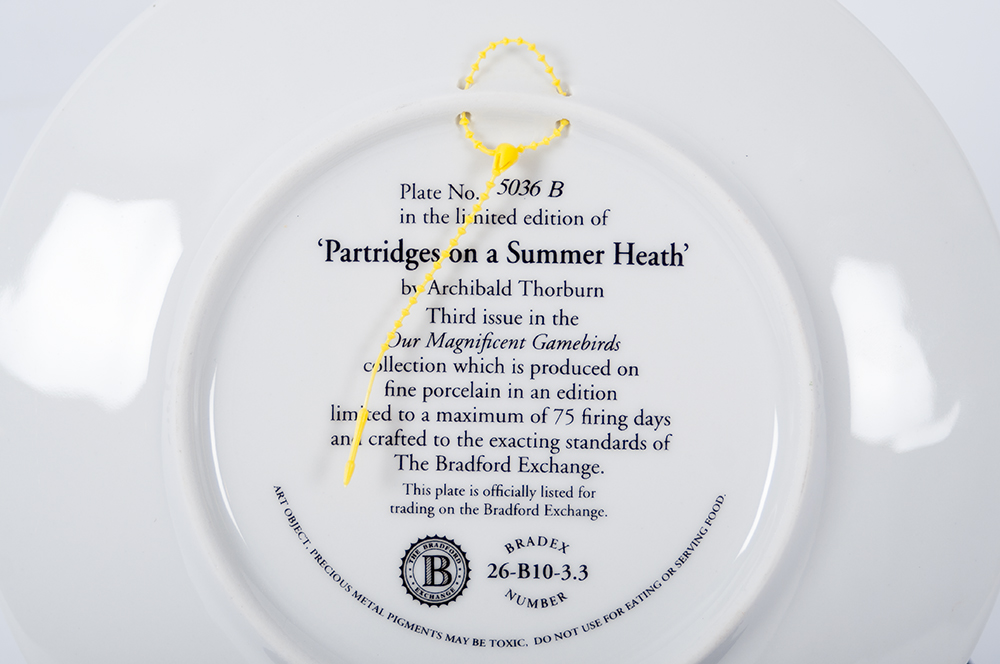 Plate No. 5036 B
in the limited edition of
‘Partridges on a Summer Heath’
by Archibald Thorburn
Third issue in the
Our Magnificent Gamebirds
collection which is produced on
fine porcelain in an edition
limited to a maximum of 75 firing days
and crafted to the exacting standards of
The Bradford Exchange.
This plate is officially listed for
trading on the Bradford Exchange.
THE BRADFORD
B
EXCHANGE
BRADEX
26-B10-3.3
NUMBER
ART OBJECT. PRECIOUS METAL PIGMENTS MAY BE TOXIC. DO NOT USE FOR EATING OR SERVING FOOD.